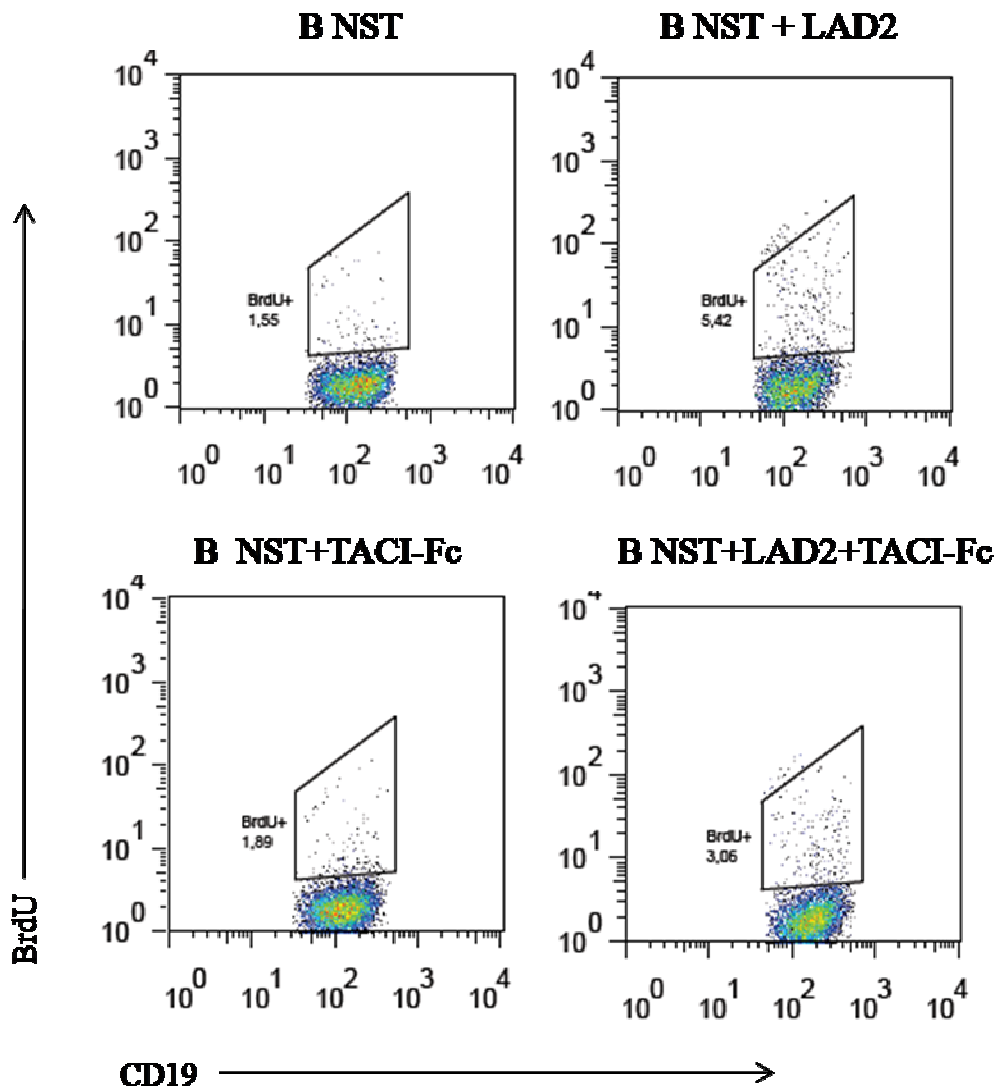 B NST
B NST + LAD2
10^4
10^3
10^2
10^1
10^0
BrdU+
1,55
10^0 10^1 10^2 10^3 10^4
10^4
10^3
10^2
10^1
10^0
BrdU+
5,42
10^0 10^1 10^2 10^3 10^4
B NST+TACI-Fc
B NST+LAD2+TACI-Fc
10^4
10^3
10^2
10^1
10^0
BrdU+
1,89
10^0 10^1 10^2 10^3 10^4
10^4
10^3
10^2
10^1
10^0
BrdU+
3,06
10^0 10^1 10^2 10^3 10^4
BrdU
CD19